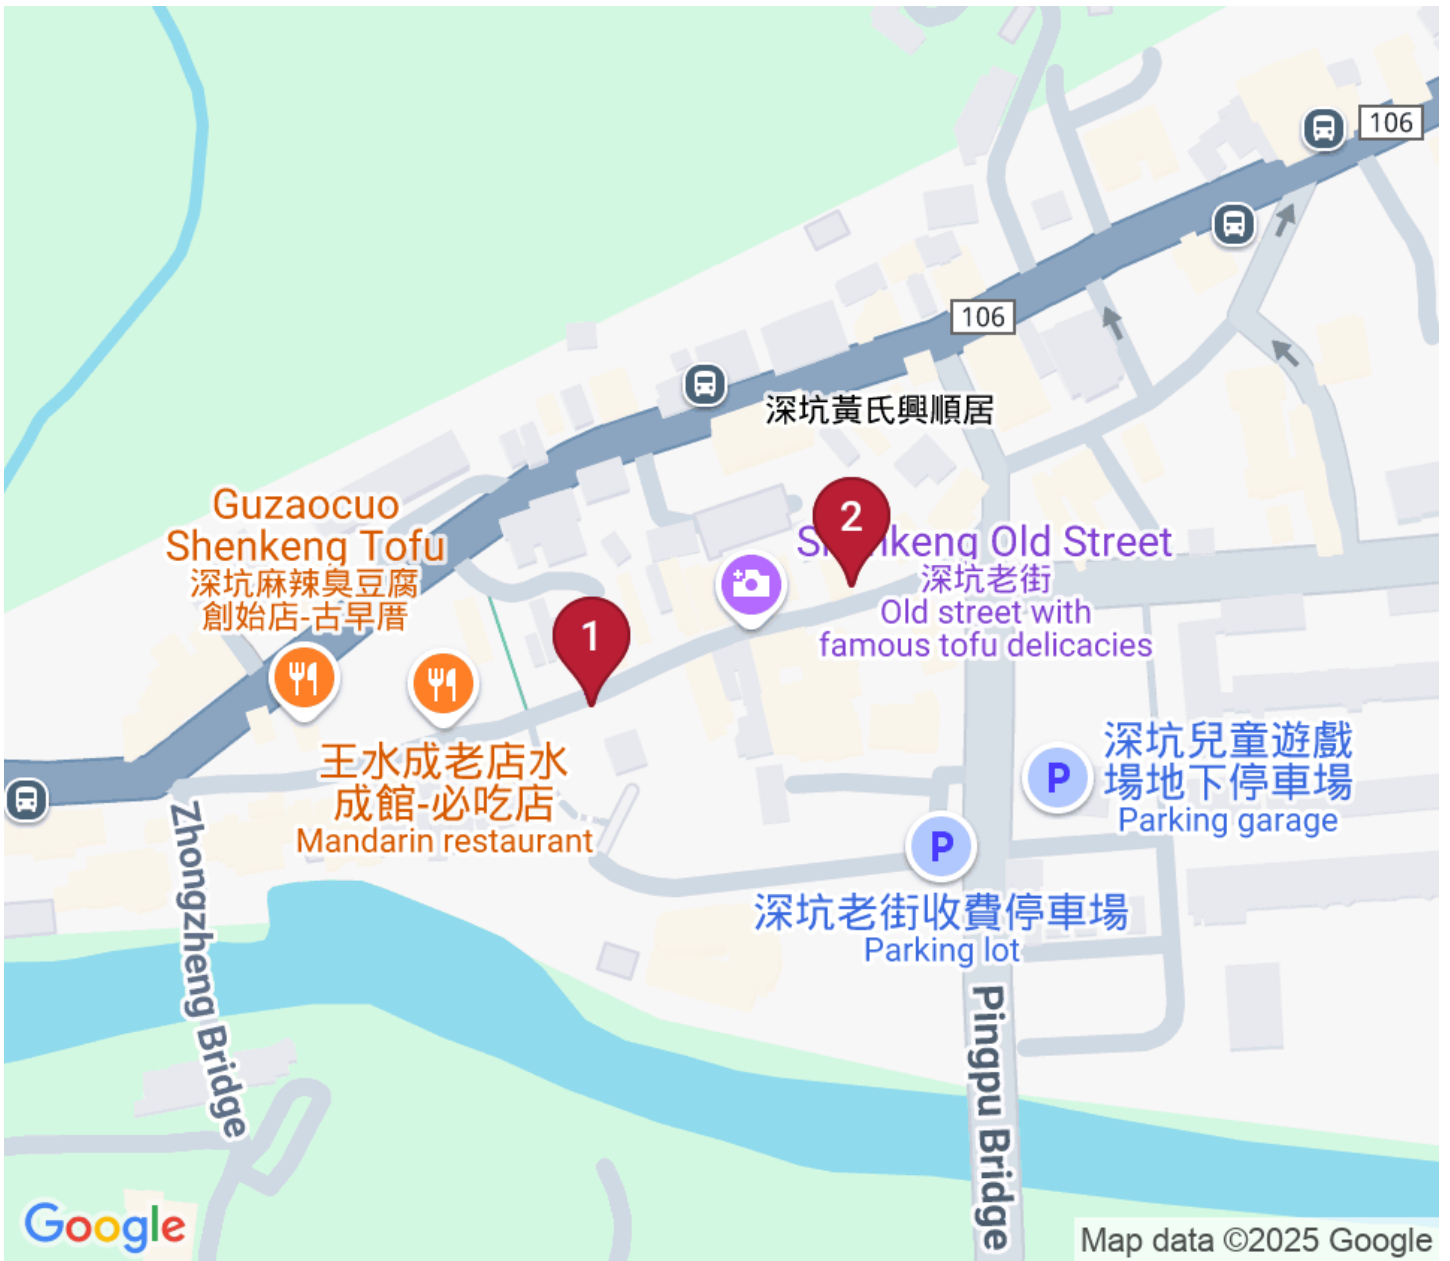 106
106
深坑黃氏興順居
Guzaocuo
Shenkeng Tofu
深坑麻辣臭豆腐
創始店-古早厝
2
Old Street
深坑老街
Old street with
famous tofu delicacies
1
王水成老店水
成館-必吃店
Mandarin restaurant
深坑兒童遊戲
場地下停車場
Parking garage
P
P
深坑老街收費停車場
Parking lot
Zhongzheng Bridge
Pingpu Bridge
Google
Map data ©2025 Google